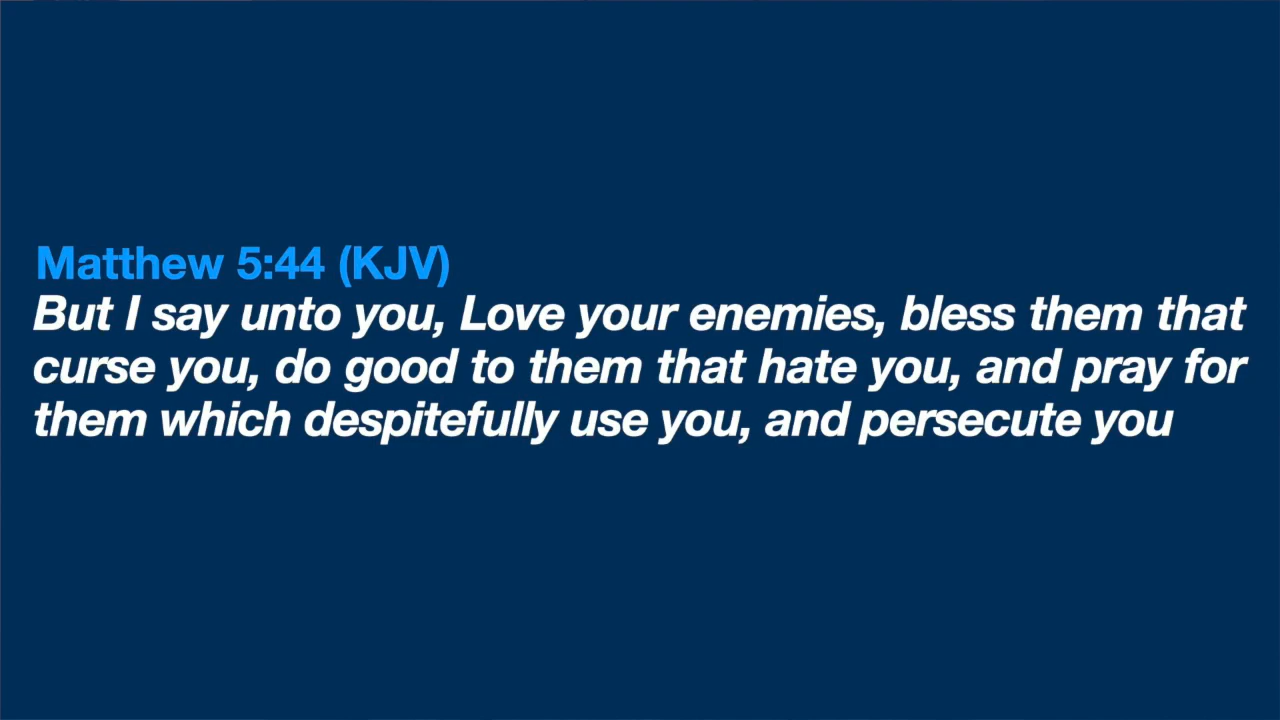 Matthew 5:44 (KJV)
But I say unto you, Love your enemies, bless them that
curse you, do good to them that hate you, and pray for
them which despitefully use you, and persecute you